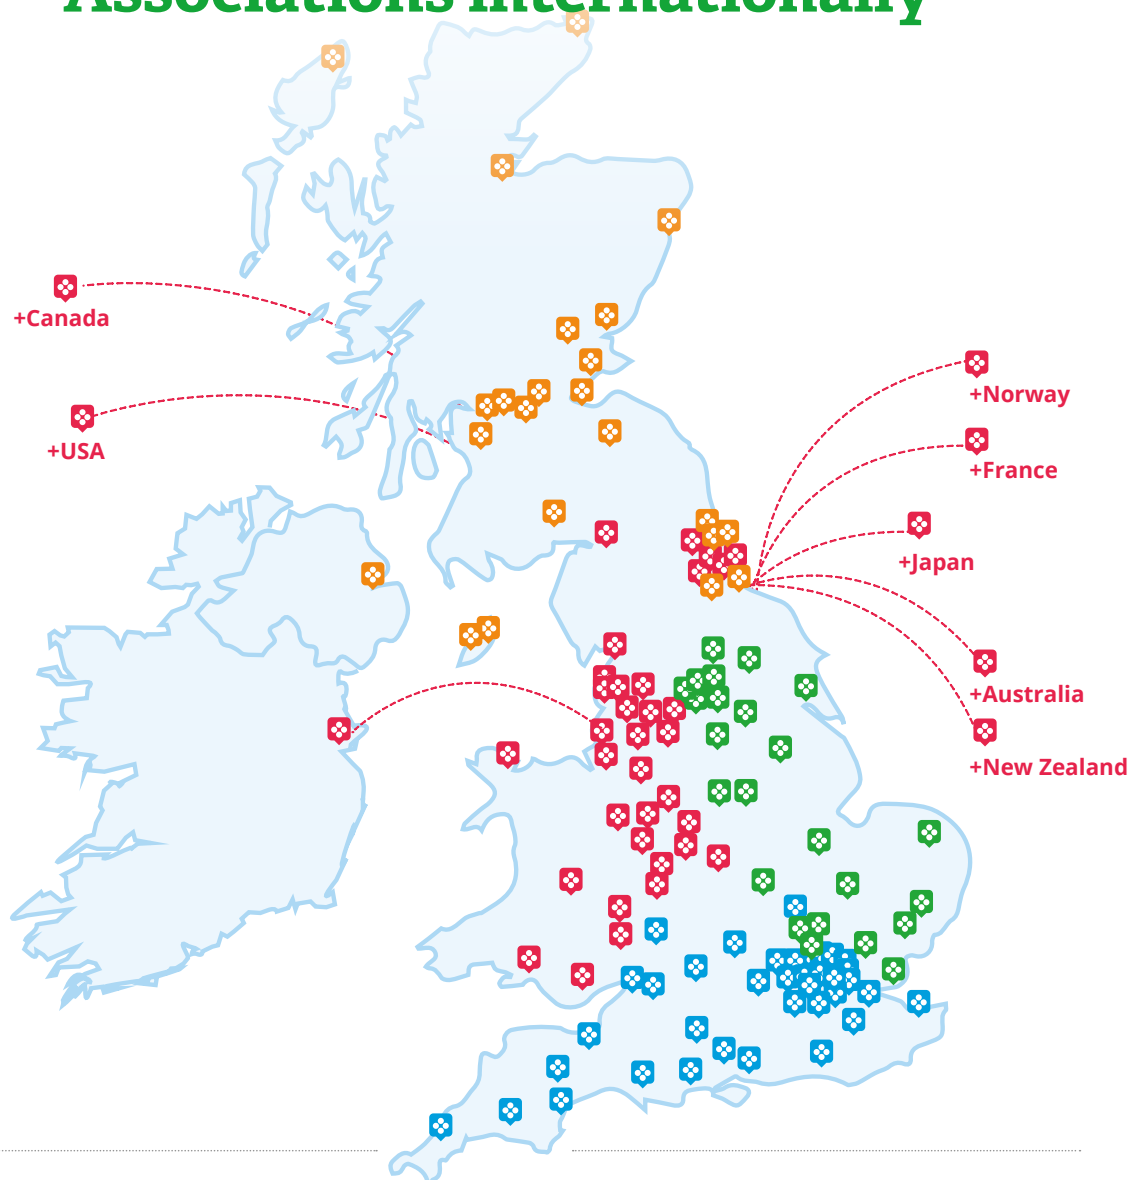 Associations Internationally
+Canada
+Norway
+USA
+France
+Japan
+Australia
+New Zealand